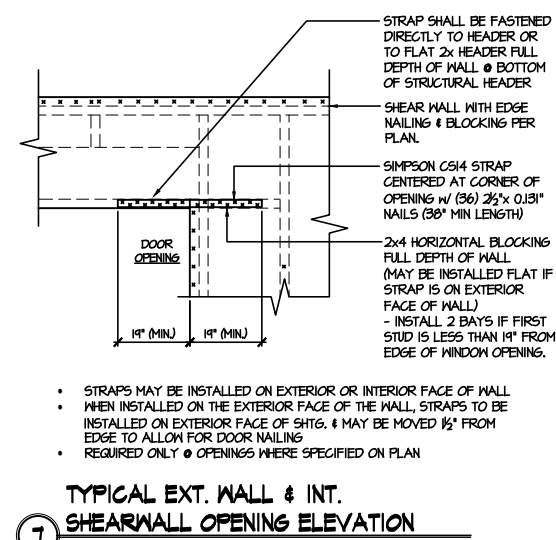 STRAP SHALL BE FASTENED
DIRECTLY TO HEADER OR
TO FLAT 2x HEADER FULL
DEPTH OF WALL @ BOTTOM
OF STRUCTURAL HEADER
SHEAR WALL WITH EDGE
NAILING & BLOCKING PER
PLAN.
SIMPSON CS14 STRAP
CENTERED AT CORNER OF
OPENING W/ (36) 2½"x 0.131"
NAILS (38" MIN LENGTH)
2x4 HORIZONTAL BLOCKING
FULL DEPTH OF WALL
(MAY BE INSTALLED FLAT IF
STRAP IS ON EXTERIOR
FACE OF WALL)
- INSTALL 2 BAYS IF FIRST
STUD IS LESS THAN 19" FROM
EDGE OF WINDOW OPENING.
DOOR
OPENING
19" (MIN.) 19" (MIN.)
• STRAPS MAY BE INSTALLED ON EXTERIOR OR INTERIOR FACE OF WALL
• WHEN INSTALLED ON THE EXTERIOR FACE OF THE WALL, STRAPS TO BE
INSTALLED ON EXTERIOR FACE OF SHTG. & MAY BE MOVED 1½" FROM
EDGE TO ALLOW FOR DOOR NAILING
• REQUIRED ONLY @ OPENINGS WHERE SPECIFIED ON PLAN
TYPICAL EXT. WALL & INT.
7 SHEARWALL OPENING ELEVATION